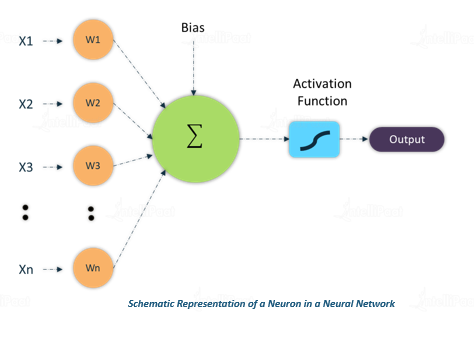 Bias
X1 W1
Activation
Function
X2 W2
Σ
Output
X3 W3
Xn Wn
Schematic Representation of a Neuron in a Neural Network